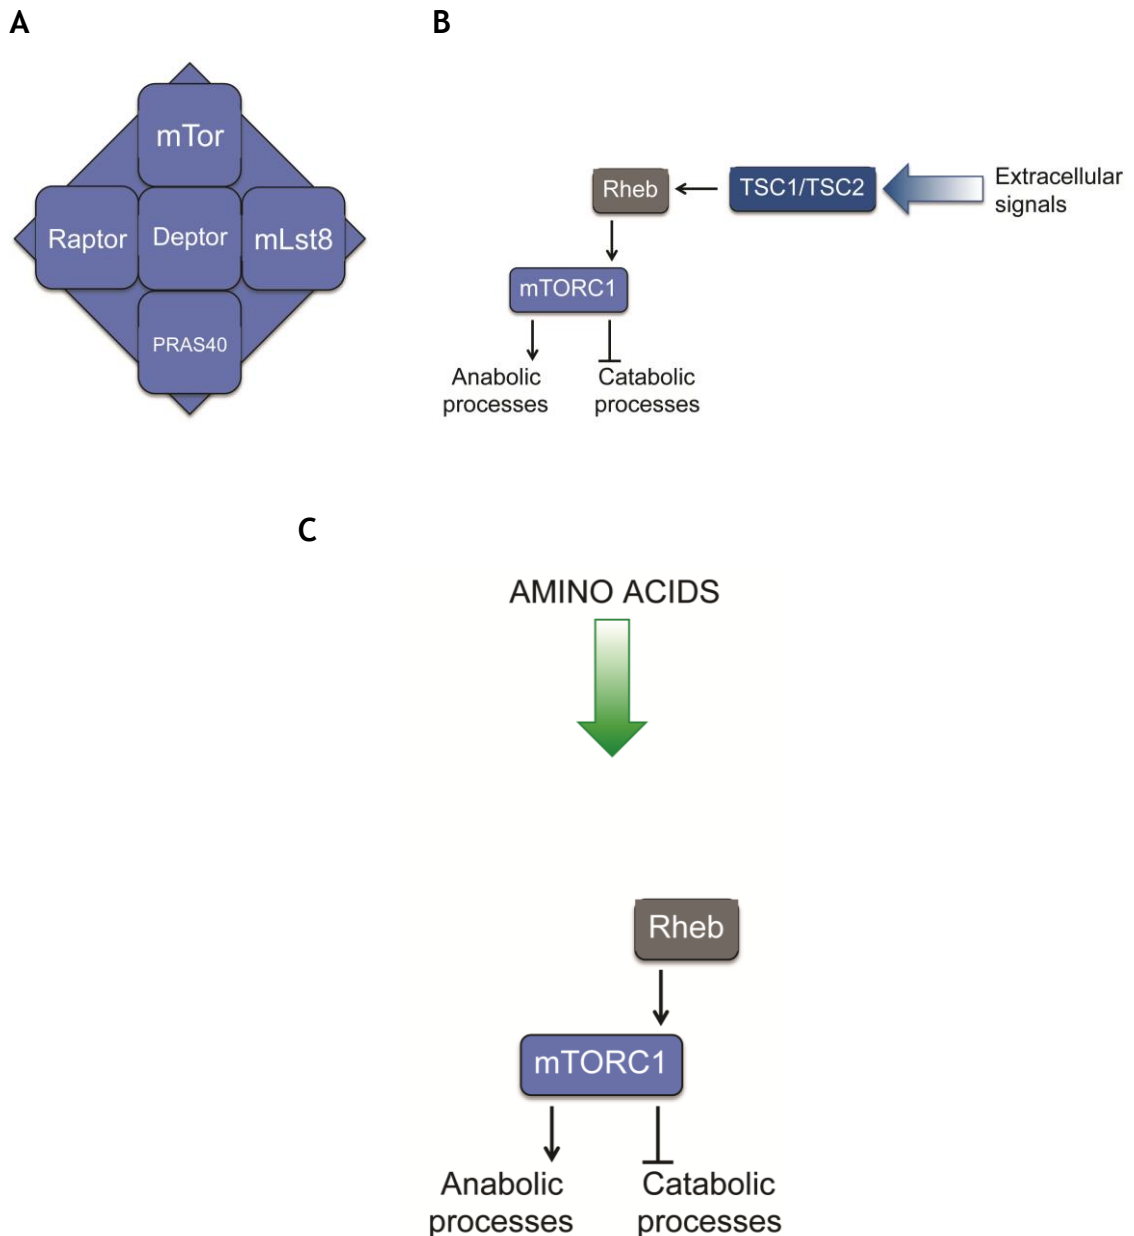 A
B
mTor
Raptor
Deptor
mLst8
PRAS40
Rheb
TSC1/TSC2
Extracellular
signals
mTORC1
Anabolic
processes
Catabolic
processes
C
AMINO ACIDS
Rheb
mTORC1
Anabolic
processes
Catabolic
processes